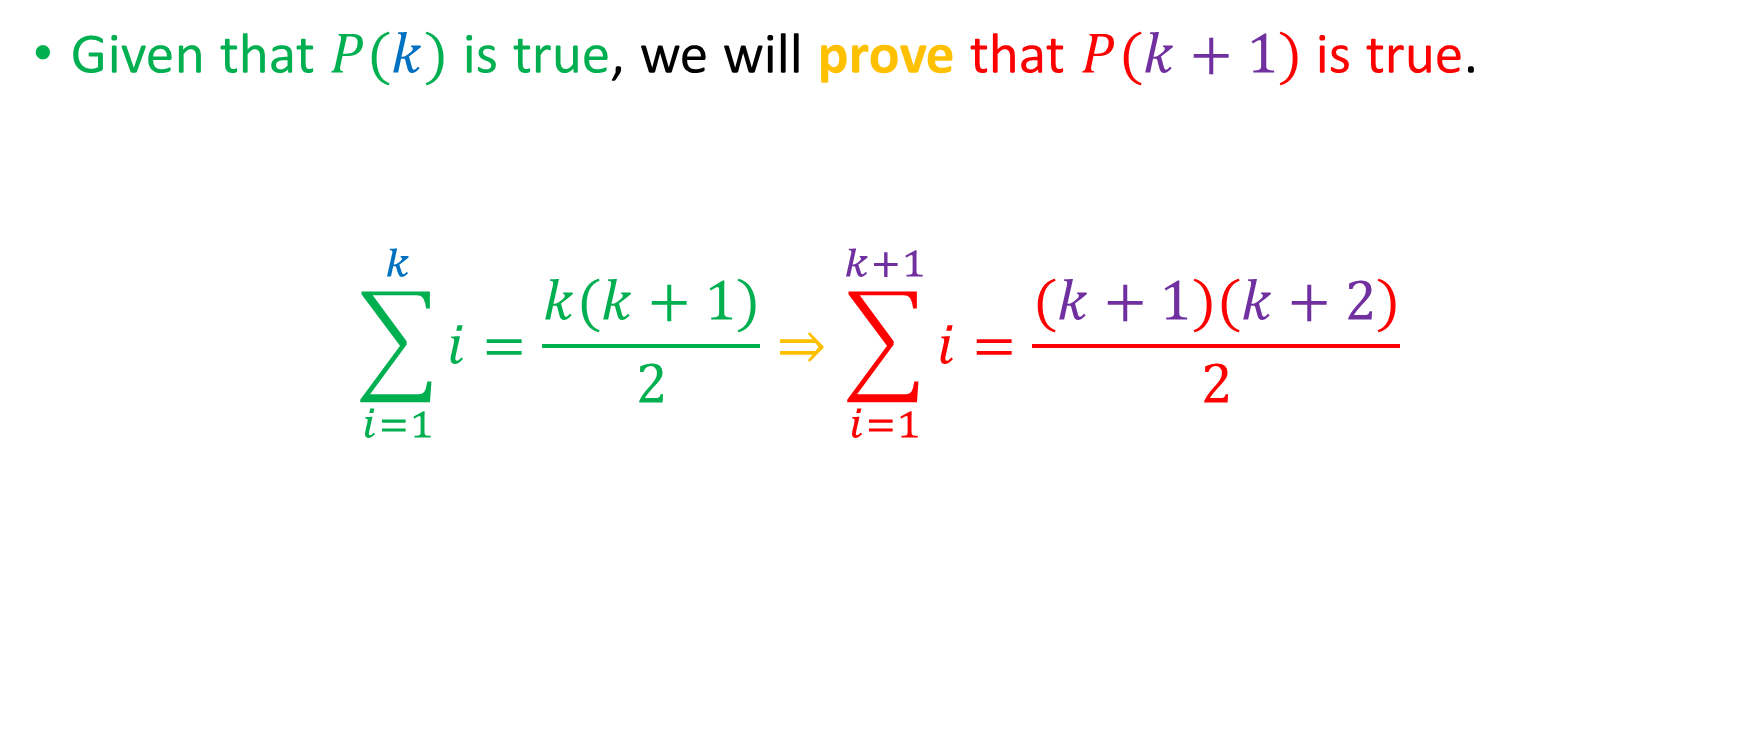 • Given that P(k) is true, we will prove that P(k + 1) is true.
∑_{i=1}^{k} i = k(k + 1)/2 ⇒ ∑_{i=1}^{k+1} i = (k + 1)(k + 2)/2